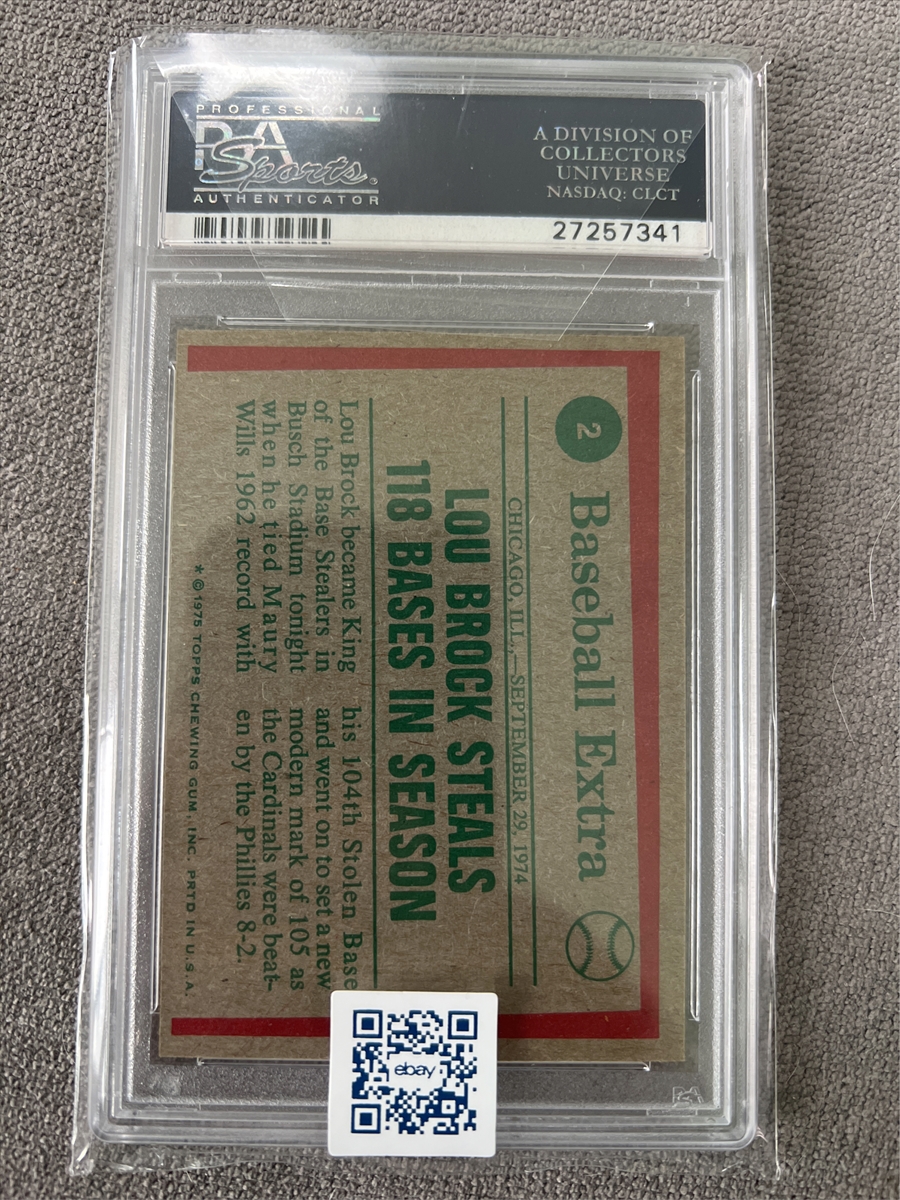 PROFESSIONAL
PSA
Sports®
AUTHENTICATOR
A DIVISION OF
COLLECTORS
UNIVERSE
NASDAQ: CLCT
27257341
2
Baseball Extra
CHICAGO, ILL.,—SEPTEMBER 29, 1974
LOU BROCK STEALS
118 BASES IN SEASON
Lou Brock became King
of the Base Stealers in
Busch Stadium tonight
when he tied Maury
Wills 1962 record with
his 104th Stolen Base
and went on to set a new
modern mark of 105 as
the Cardinals were beat-
en by the Phillies 8-2.
* © 1975 TOPPS CHEWING GUM, INC. PRTD IN U.S.A.
ebay
PSA